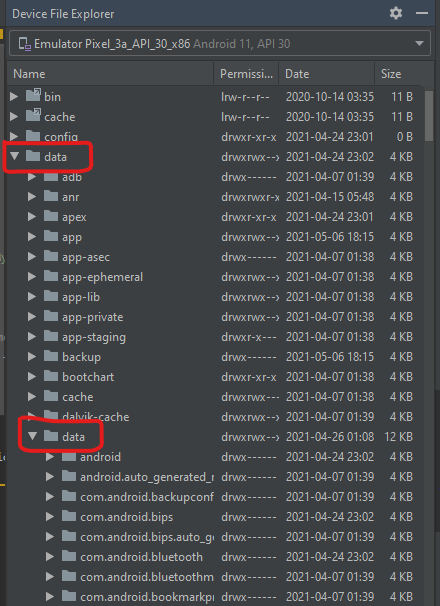 Device File Explorer
Emulator Pixel_3a_API_30_x86 Android 11, API 30
Name Permissi... Date Size
bin lrw-r--r-- 2020-10-14 03:35 11 B
cache lrw-r--r-- 2020-10-14 03:35 11 B
config drwxr-xr-x 2021-04-24 23:01 0 B
data drwxrwx--x 2021-04-24 23:02 4 KB
adb drwx------ 2021-04-07 01:39 4 KB
anr drwxrwxr-x 2021-04-15 05:48 4 KB
apex drwxr-xr-x 2021-04-24 23:01 4 KB
app drwxrwx--x 2021-05-06 18:15 4 KB
app-asec drwx------ 2021-04-07 01:38 4 KB
app-ephemeral drwxrwx--x 2021-04-07 01:38 4 KB
app-lib drwxrwx--x 2021-04-07 01:38 4 KB
app-private drwxrwx--x 2021-04-07 01:38 4 KB
app-staging drwxr-x--- 2021-04-07 01:38 4 KB
backup drwx------ 2021-05-06 18:15 4 KB
bootchart drwxr-xr-x 2021-04-07 01:38 4 KB
cache drwxrwx--- 2021-04-07 01:38 4 KB
dalvik-cache drwxrwx--x 2021-04-07 01:39 4 KB
data drwxrwx--x 2021-04-26 01:08 12 KB
android drwx------ 2021-04-24 23:02 4 KB
android.auto_generated_r drwx------ 2021-04-07 01:39 4 KB
com.android.backupconf drwx------ 2021-04-07 01:39 4 KB
com.android.bips drwx------ 2021-04-24 23:02 4 KB
com.android.bips.auto_ge drwx------ 2021-04-07 01:39 4 KB
com.android.bluetooth drwx------ 2021-04-24 23:02 4 KB
com.android.bluetoothm drwx------ 2021-04-07 01:39 4 KB
com.android.bookmarkpr drwx------ 2021-04-07 01:39 4 KB